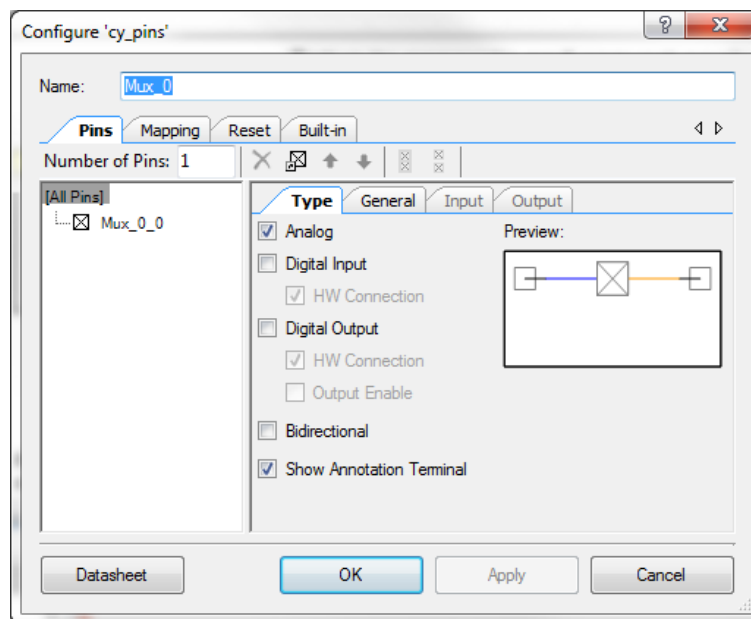 Configure 'cy_pins'
Name: Mux_0
Pins Mapping Reset Built-in
Number of Pins: 1
[All Pins]
Mux_0_0
Type General Input Output
Analog
Preview:
Digital Input
HW Connection
Digital Output
HW Connection
Output Enable
Bidirectional
Show Annotation Terminal
Datasheet OK Apply Cancel